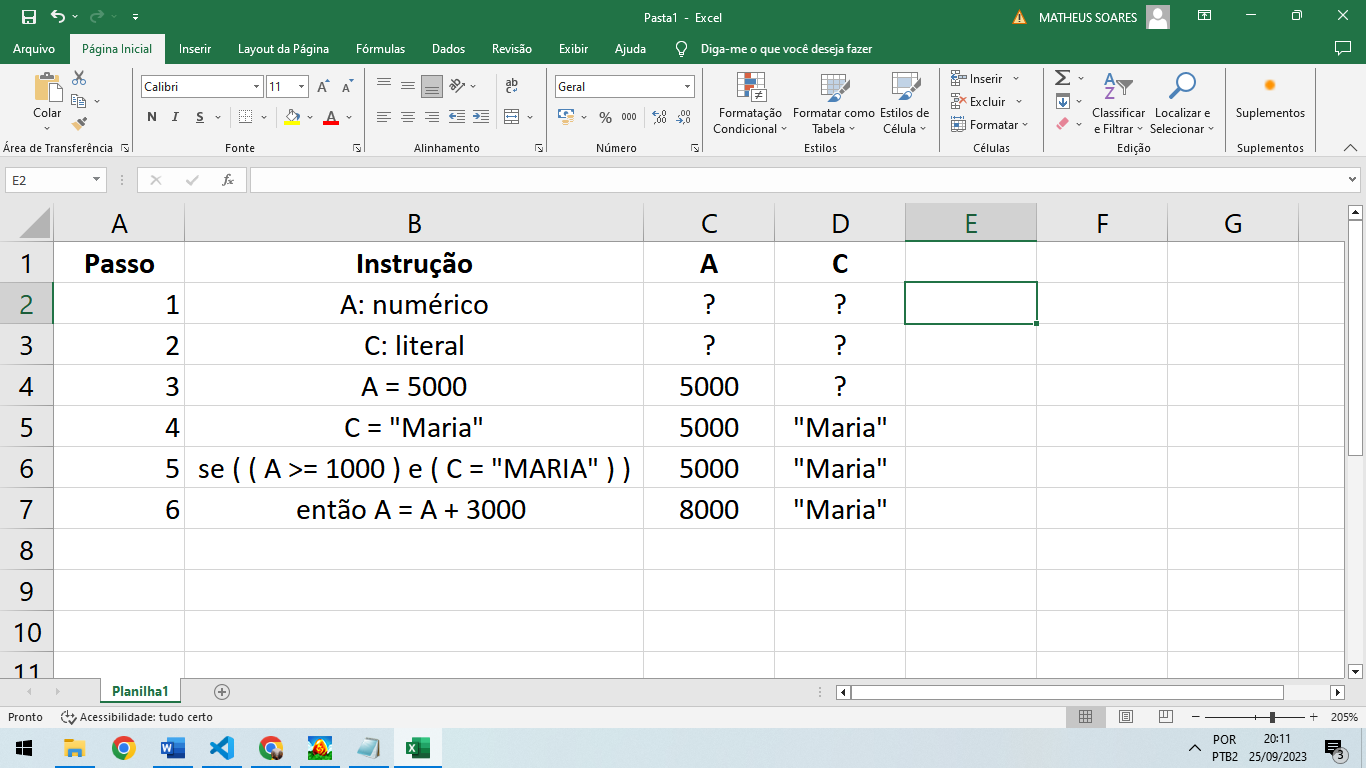 Pasta1 - Excel
MATHEUS SOARES
Arquivo Página Inicial Inserir Layout da Página Fórmulas Dados Revisão Exibir Ajuda Diga-me o que você deseja fazer
Calibri 11 ab c Geral Inserir Σ
Excluir
N I S A % 000
Colar Formatação Condicional Formatar como Tabela Estilos de Célula Formatar Classificar e Filtrar Localizar e Selecionar Suplementos
Área de Transferência Fonte Alinhamento Número Estilos Células Edição Suplementos
E2 fx
A B C D E F G
1 Passo Instrução A C
2 1 A: numérico ? ?
3 2 C: literal ? ?
4 3 A = 5000 5000 ?
5 4 C = "Maria" 5000 "Maria"
6 5 se ( ( A >= 1000 ) e ( C = "MARIA" ) ) 5000 "Maria"
7 6 então A = A + 3000 8000 "Maria"
8
9
10
11
Planilha1
Pronto Acessibilidade: tudo certo 205%
POR 20:11
PTB2 25/09/2023 3